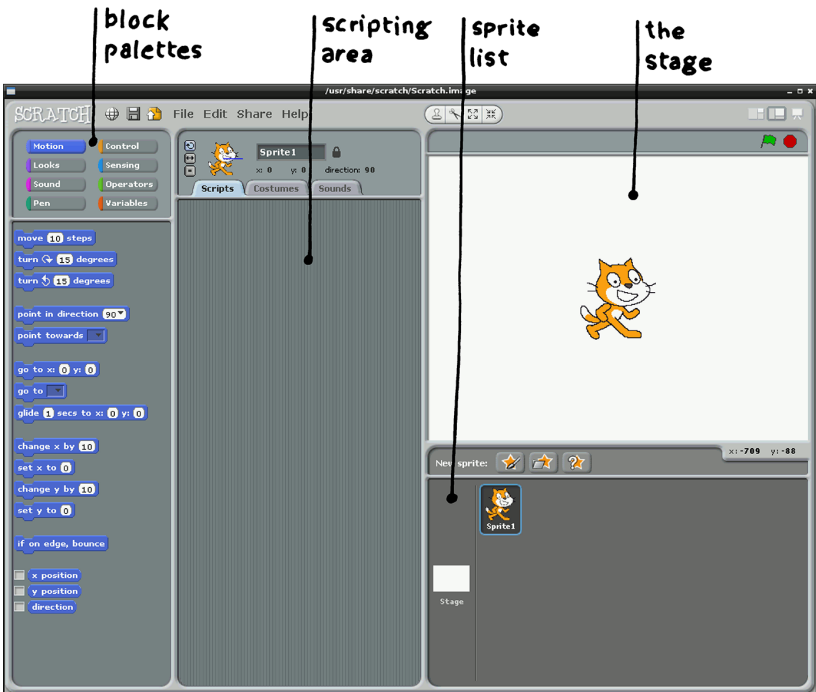 block
palettes
scripting
area
sprite
list
the
stage
/usr/share/scratch/Scratch.image
SCRATCH File Edit Share Help
Motion Control
Looks Sensing
Sound Operators
Pen Variables
Sprite1
x: 0 y: 0 direction: 90
Scripts Costumes Sounds
move 10 steps
turn 15 degrees
turn 15 degrees
point in direction 90
point towards
go to x: 0 y: 0
go to
glide 1 secs to x: 0 y: 0
change x by 10
set x to 0
change y by 10
set y to 0
if on edge, bounce
x position
y position
direction
x: -709 y: -88
New sprite:
Sprite1
Stage